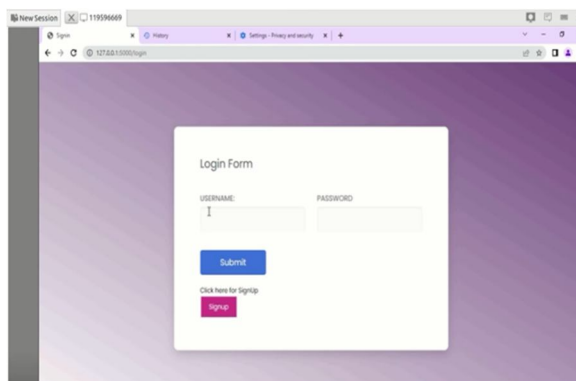 New Session 119596669
Signin History Settings - Privacy and security
127.0.0.1:5000/login
Login Form
USERNAME: PASSWORD
Submit
Click here for SignUp
Signup